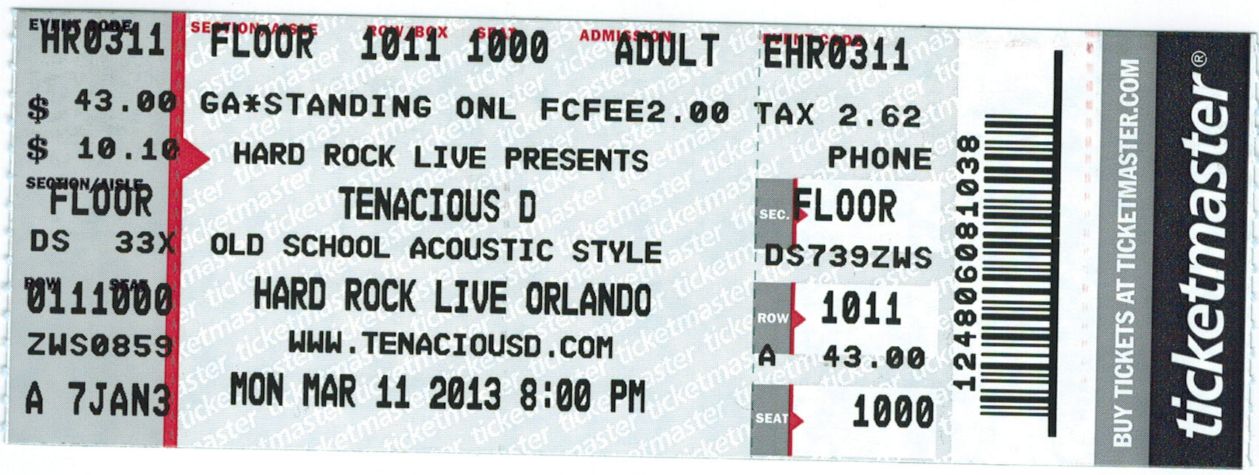 EVENT CODE
HR0311
$ 43.00
$ 10.10
SECTION/AISLE
FLOOR
DS 33X
ROW SEAT
0111000
ZWS0859
A 7JAN3
SECTION/AISLE ROW/BOX SEAT ADMISSION
FLOOR 1011 1000 ADULT
GA*STANDING ONL FCFEE2.00
HARD ROCK LIVE PRESENTS
TENACIOUS D
OLD SCHOOL ACOUSTIC STYLE
HARD ROCK LIVE ORLANDO
WWW.TENACIOUSD.COM
MON MAR 11 2013 8:00 PM
EVENT CODE
EHR0311
TAX 2.62
PHONE
SEC. FLOOR
DS739ZWS
ROW 1011
A 43.00
SEAT 1000
124806081038
BUY TICKETS AT TICKETMASTER.COM
ticketmaster®